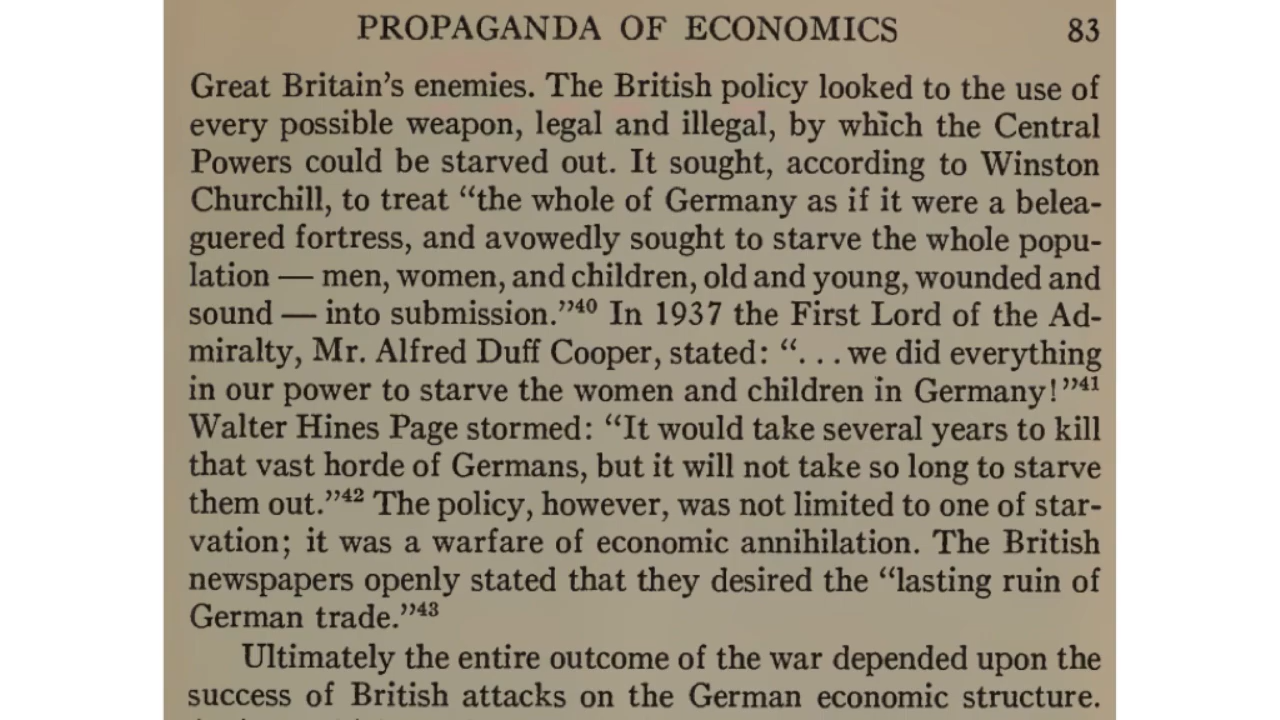 PROPAGANDA OF ECONOMICS 83
Great Britain's enemies. The British policy looked to the use of
every possible weapon, legal and illegal, by which the Central
Powers could be starved out. It sought, according to Winston
Churchill, to treat “the whole of Germany as if it were a belea-
guered fortress, and avowedly sought to starve the whole popu-
lation — men, women, and children, old and young, wounded and
sound — into submission.”40 In 1937 the First Lord of the Ad-
miralty, Mr. Alfred Duff Cooper, stated: “. . . we did everything
in our power to starve the women and children in Germany!”41
Walter Hines Page stormed: “It would take several years to kill
that vast horde of Germans, but it will not take so long to starve
them out.”42 The policy, however, was not limited to one of star-
vation; it was a warfare of economic annihilation. The British
newspapers openly stated that they desired the “lasting ruin of
German trade.”43
Ultimately the entire outcome of the war depended upon the
success of British attacks on the German economic structure.